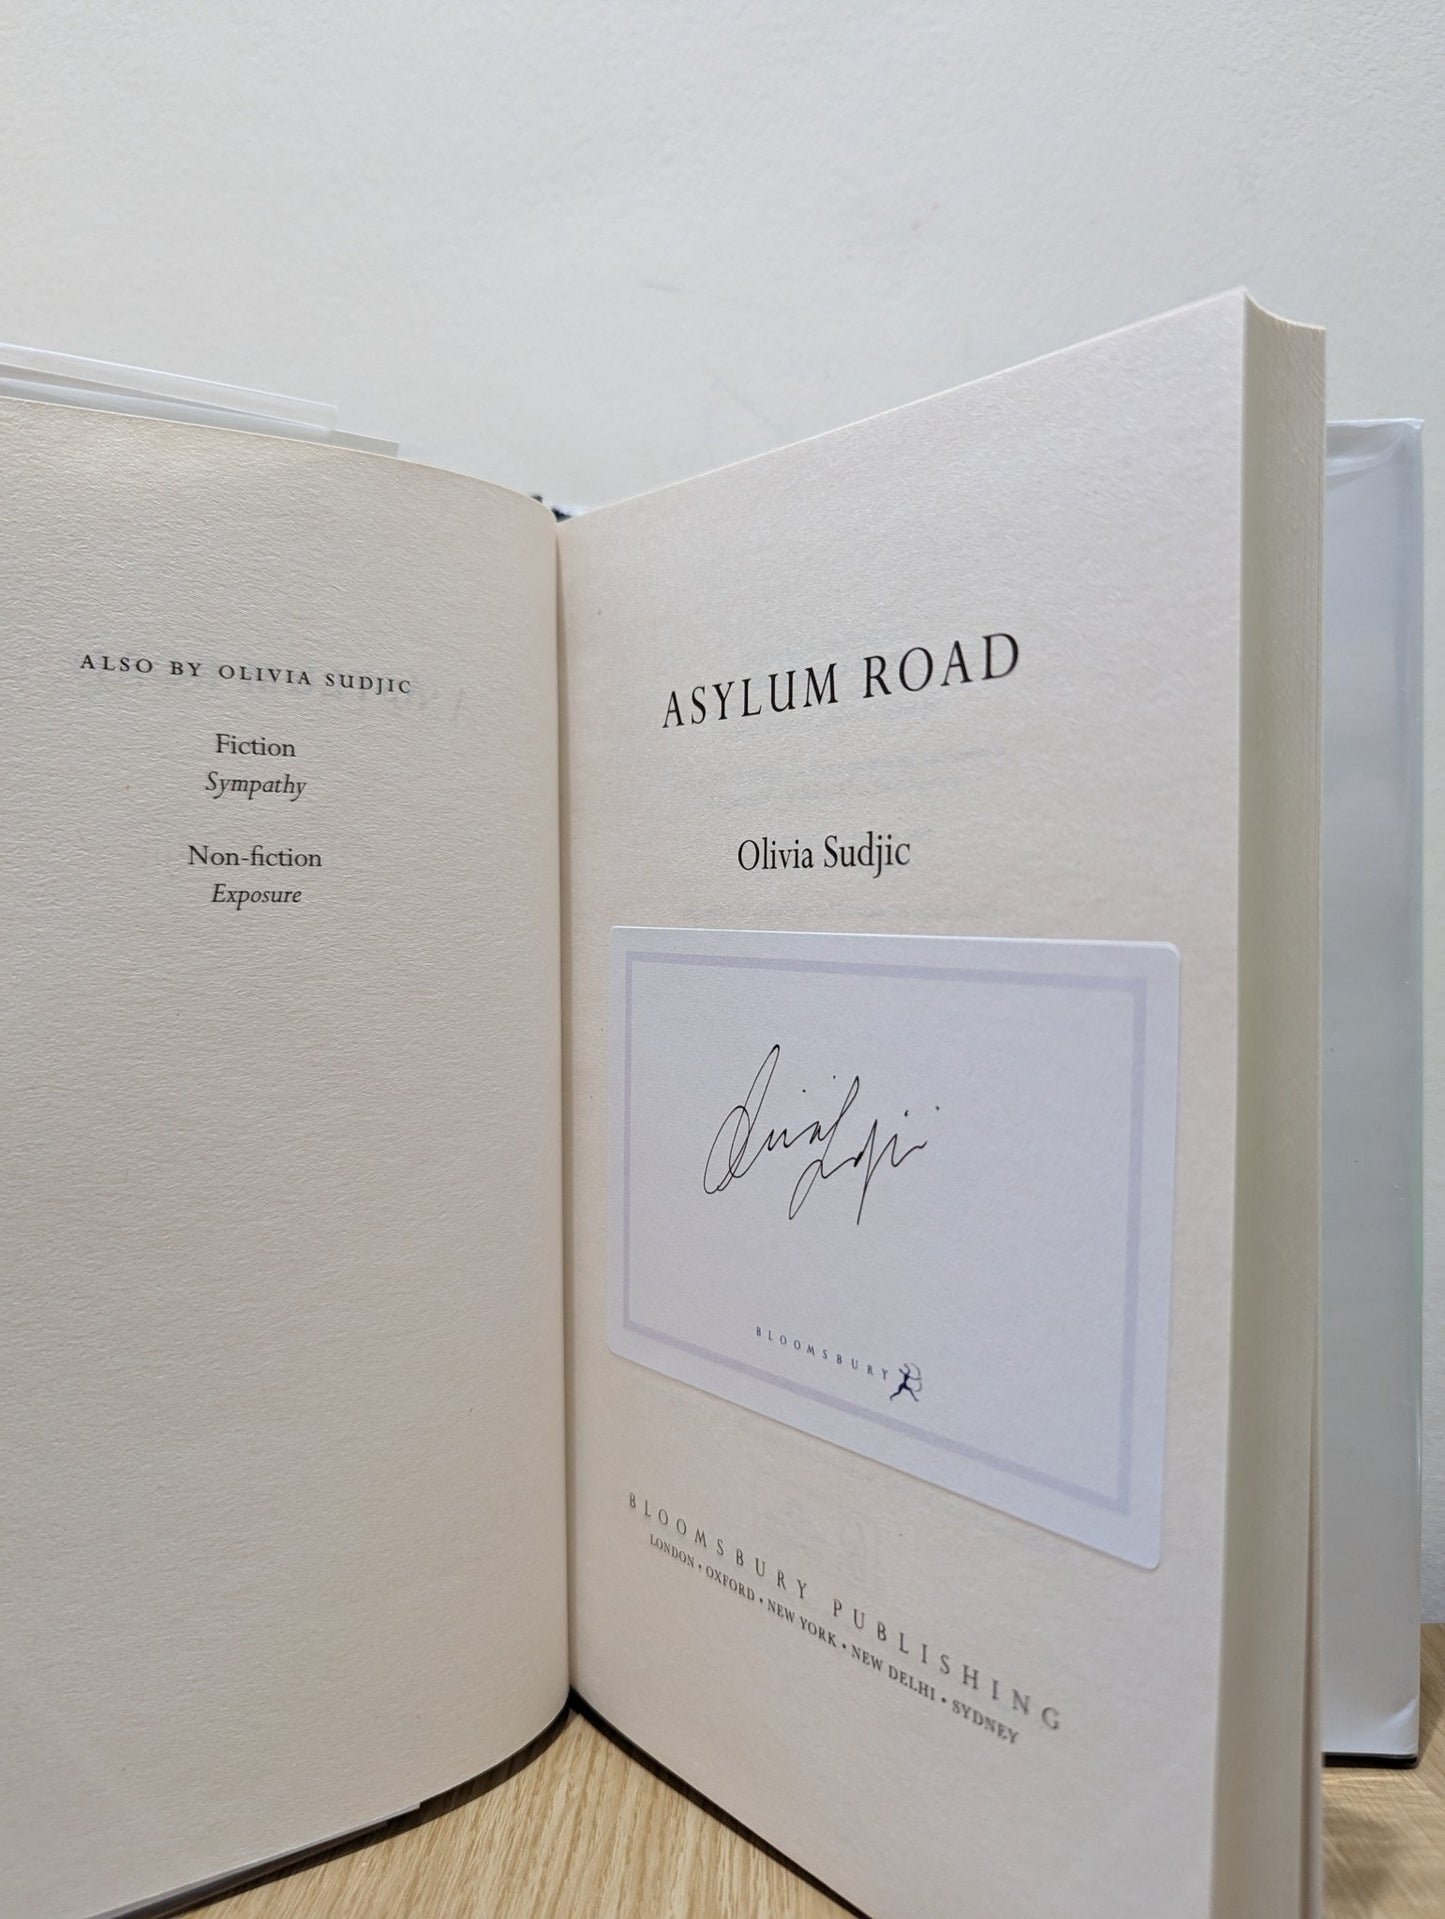 ALSO BY OLIVIA SUDJIC
Fiction
Sympathy
Non-fiction
Exposure
ASYLUM ROAD
Olivia Sudjic
BLOOMSBURY
BLOOMSBURY PUBLISHING
LONDON • OXFORD • NEW YORK • NEW DELHI • SYDNEY